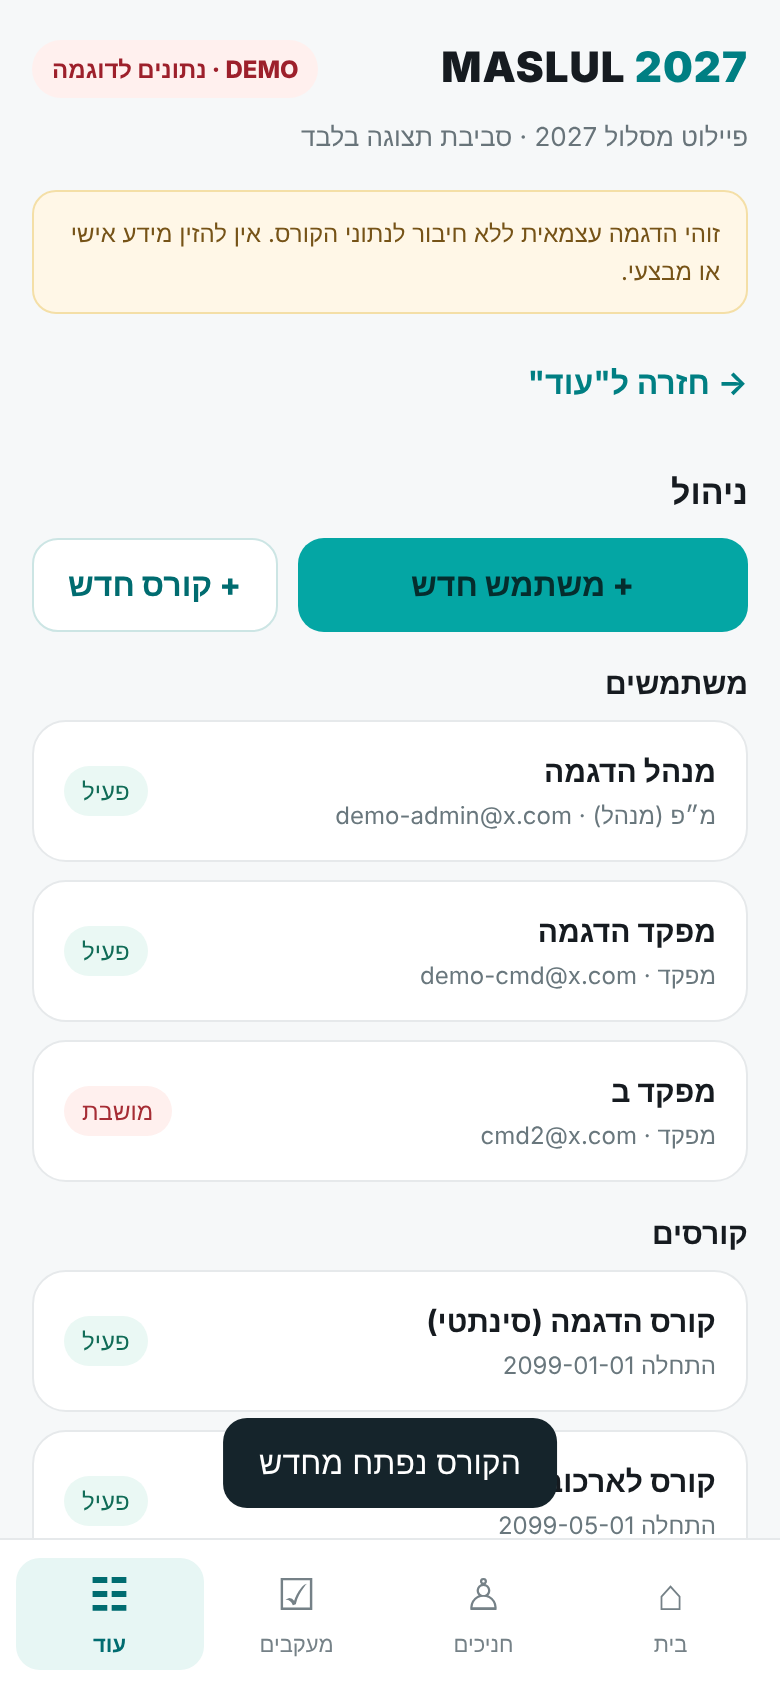 MASLUL 2027
DEMO · נתונים לדוגמה
פיילוט מסלול 2027 · סביבת תצוגה בלבד
זוהי הדגמה עצמאית ללא חיבור לנתוני הקורס. אין להזין מידע אישי
או מבצעי.
→ חזרה ל"עוד"
ניהול
+ משתמש חדש
+ קורס חדש
משתמשים
מנהל הדגמה
פעיל
מ״פ (מנהל) · demo-admin@x.com
מפקד הדגמה
פעיל
מפקד · demo-cmd@x.com
מפקד ב
מושבת
מפקד · cmd2@x.com
קורסים
קורס הדגמה (סינתטי)
פעיל
התחלה 2099-01-01
הקורס נפתח מחדש
קורס
פעיל
התחלה 2099-05-01
בית
חניכים
מעקבים
עוד